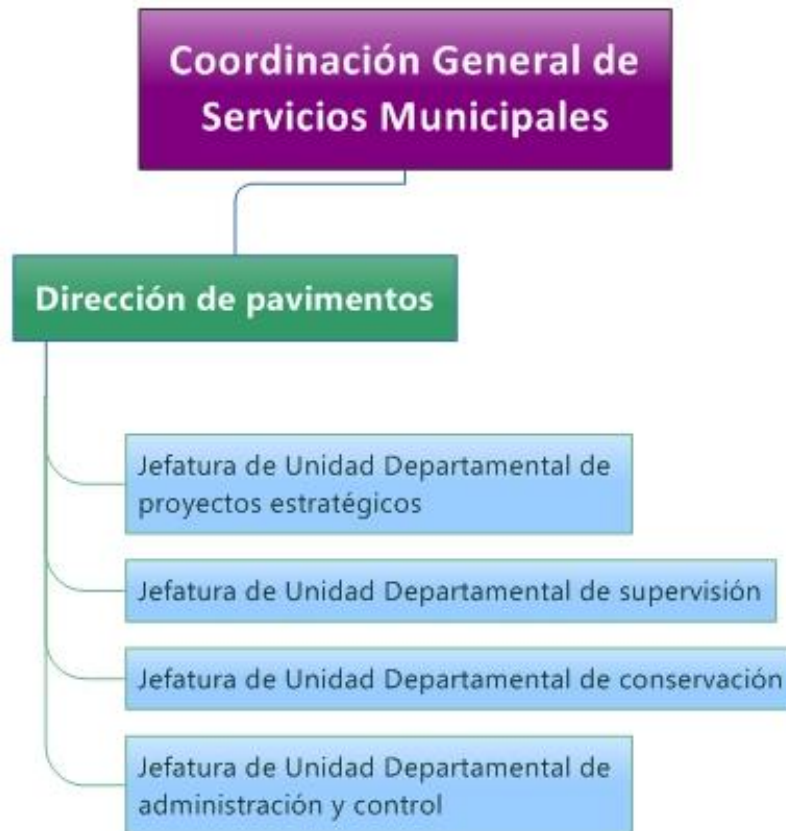 Coordinación General de
Servicios Municipales
Dirección de pavimentos
Jefatura de Unidad Departamental de
proyectos estratégicos
Jefatura de Unidad Departamental de supervisión
Jefatura de Unidad Departamental de conservación
Jefatura de Unidad Departamental de
administración y control